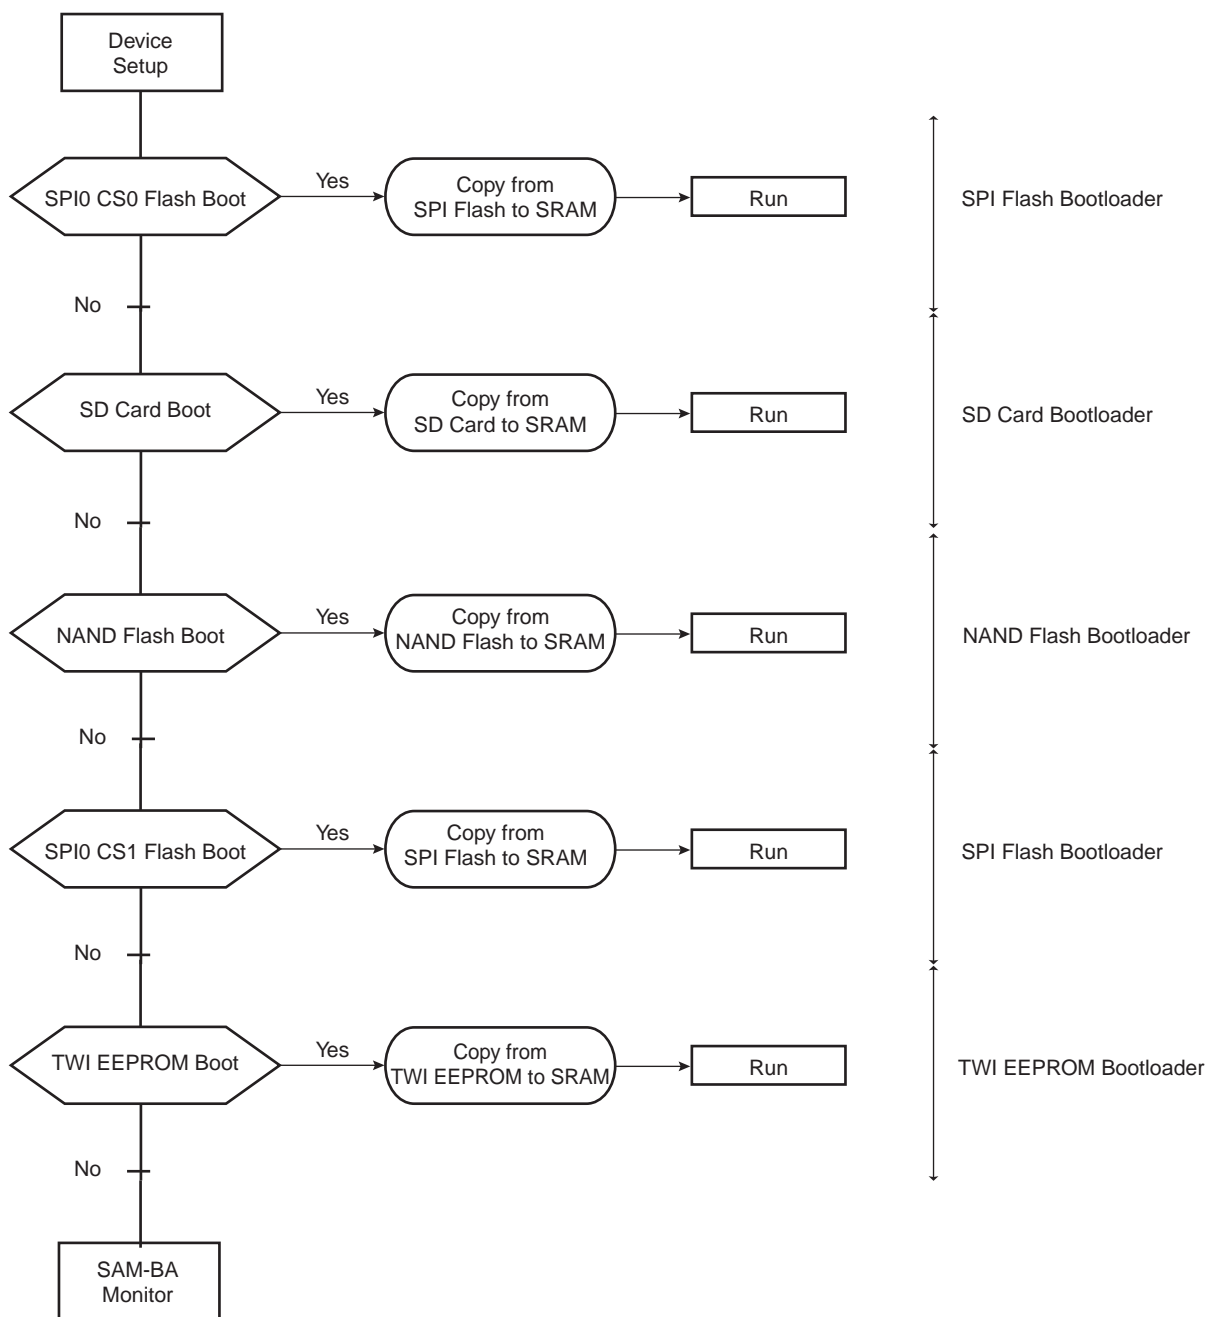 Device
Setup
SPI0 CS0 Flash Boot
Yes
Copy from
SPI Flash to SRAM
Run
SPI Flash Bootloader
No
SD Card Boot
Yes
Copy from
SD Card to SRAM
Run
SD Card Bootloader
No
NAND Flash Boot
Yes
Copy from
NAND Flash to SRAM
Run
NAND Flash Bootloader
No
SPI0 CS1 Flash Boot
Yes
Copy from
SPI Flash to SRAM
Run
SPI Flash Bootloader
No
TWI EEPROM Boot
Yes
Copy from
TWI EEPROM to SRAM
Run
TWI EEPROM Bootloader
No
SAM-BA
Monitor